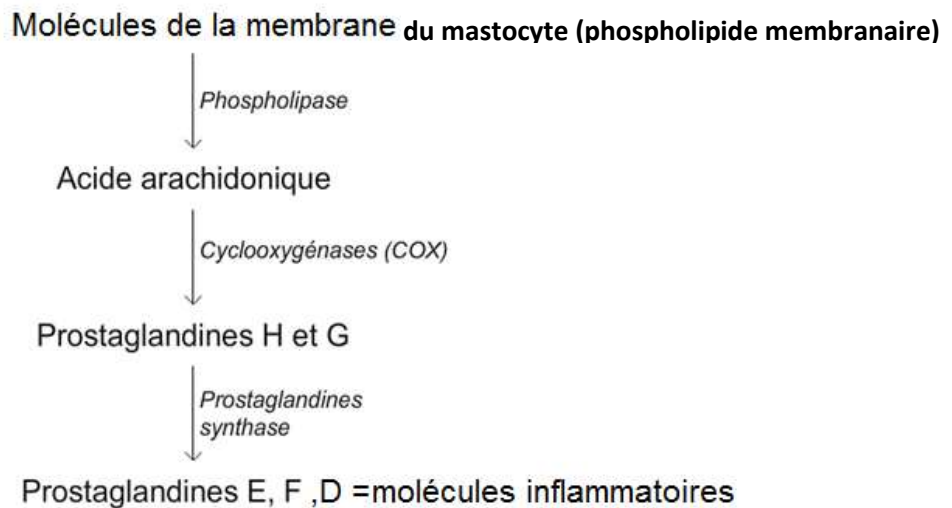 Molécules de la membrane du mastocyte (phospholipide membranaire)
Phospholipase
Acide arachidonique
Cyclooxygénases (COX)
Prostaglandines H et G
Prostaglandines
synthase
Prostaglandines E, F ,D =molécules inflammatoires